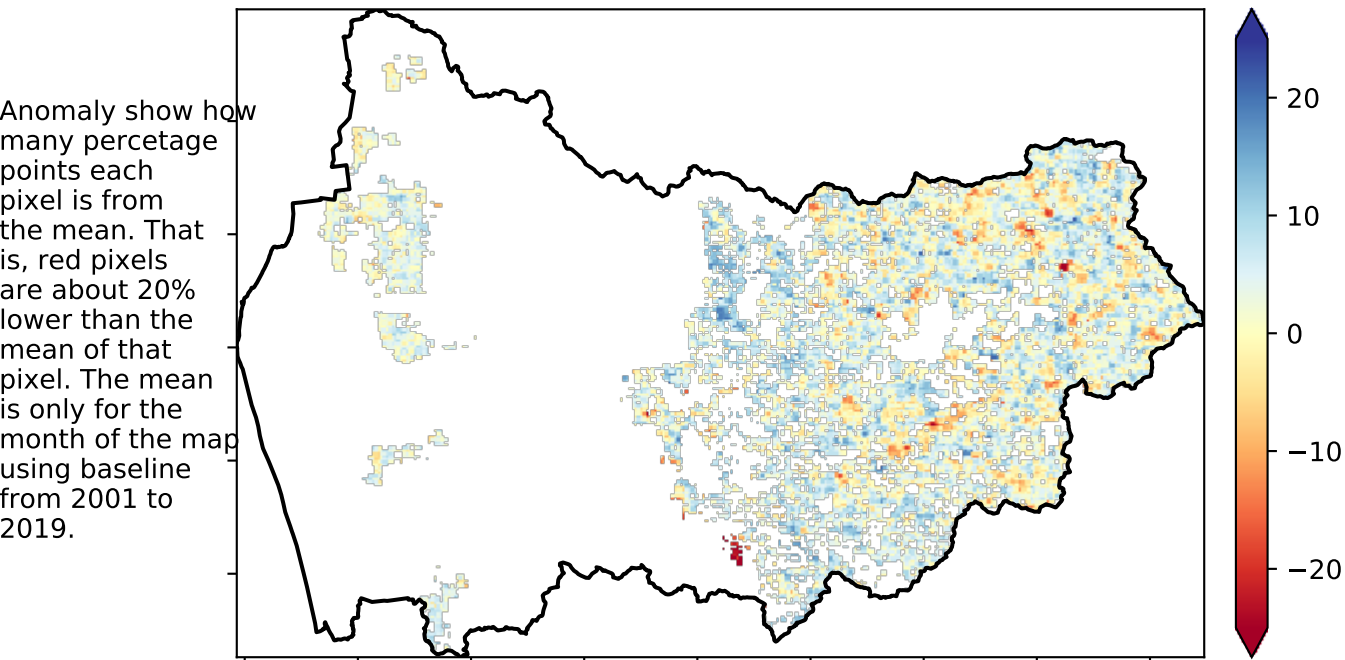 Anomaly show how
many percetage
points each
pixel is from
the mean. That
is, red pixels
are about 20%
lower than the
mean of that
pixel. The mean
is only for the
month of the map
using baseline
from 2001 to
2019.
20
10
0
−10
−20